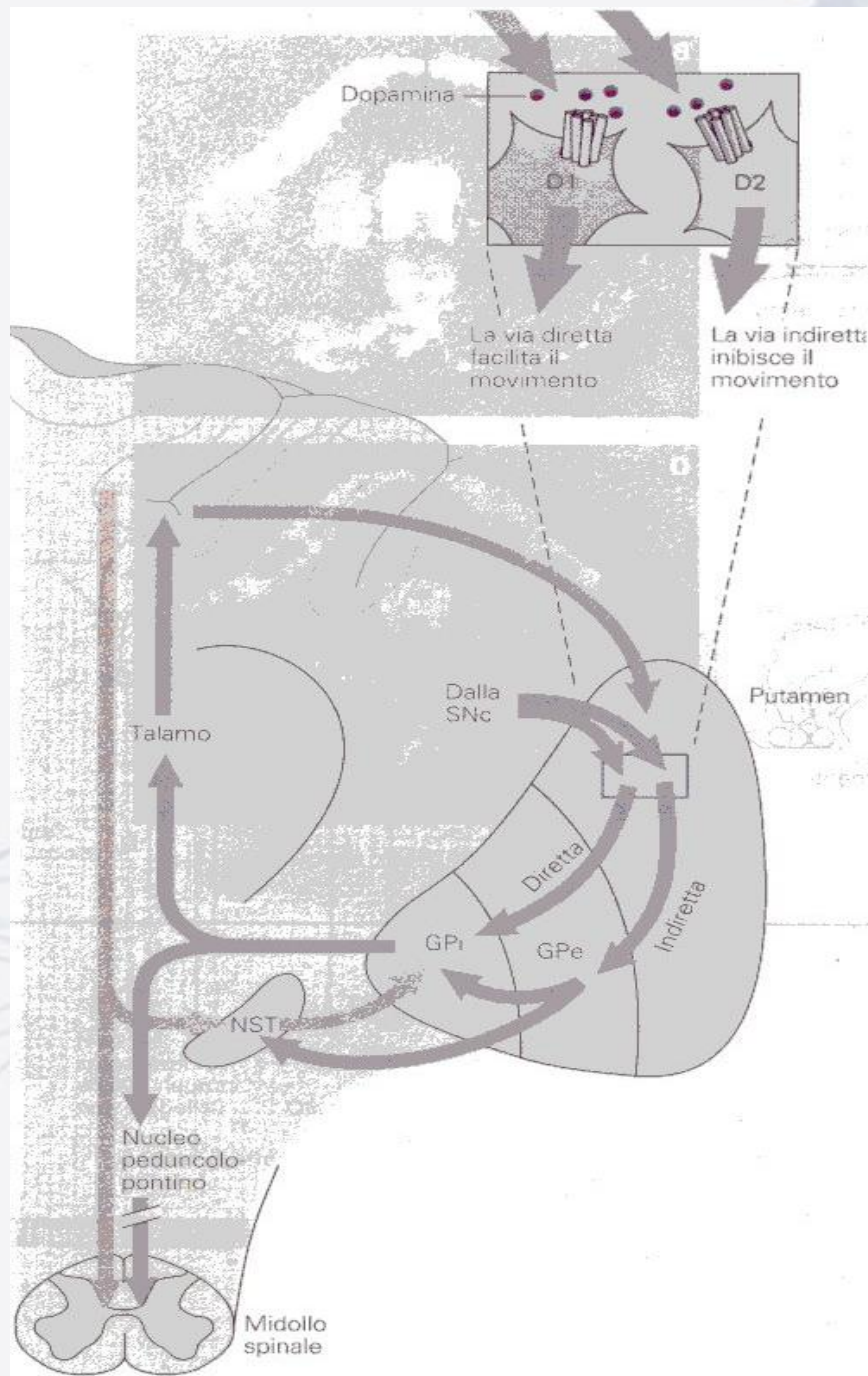 Dopamina
D1
D2
La via diretta
facilita il
movimento
La via indiretta
inibisce il
movimento
Dalla
SNc
Putamen
Talamo
Diretta
Indiretta
GPi
GPe
NST
Nucleo
peduncolo-
pontino
Midollo
spinale